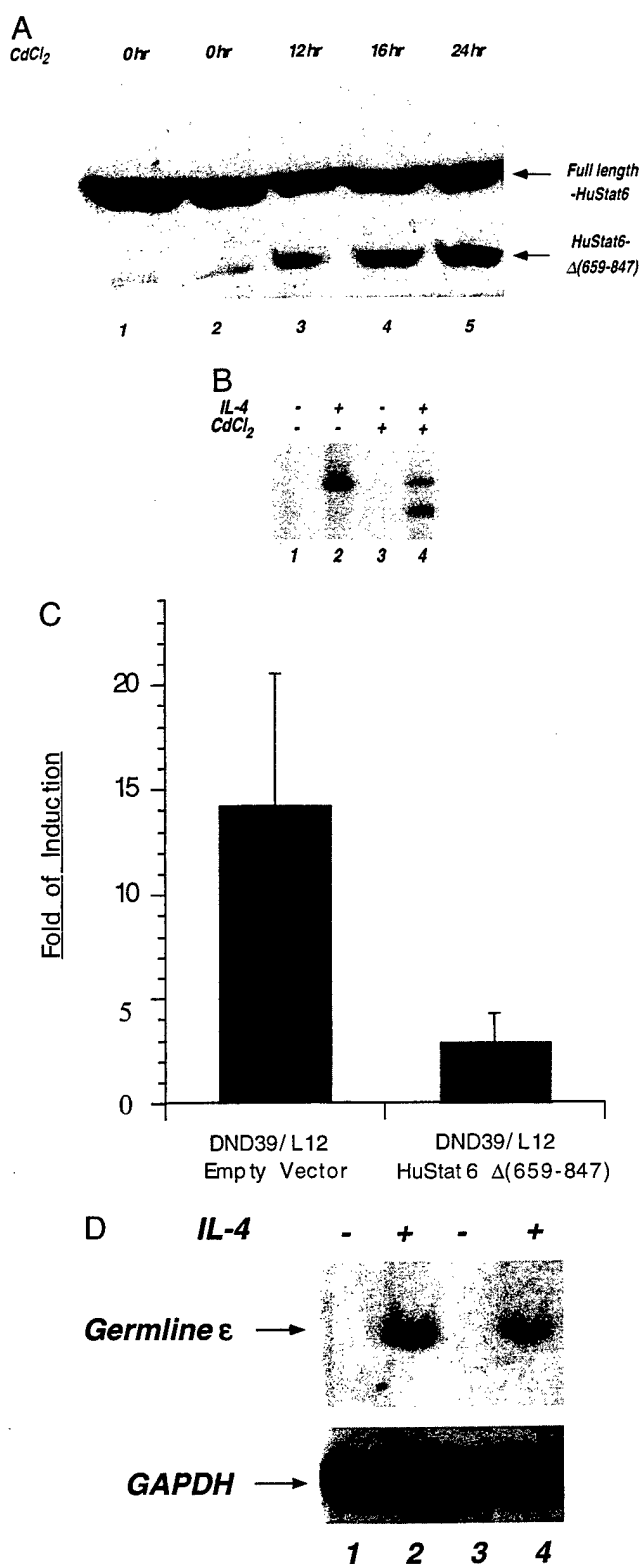 A
CdCl2 0hr 0hr 12hr 16hr 24hr
Full length
-HuStat6
HuStat6-
Δ(659-847)
1 2 3 4 5
B
IL-4 - + - +
CdCl2 - - + +
1 2 3 4
C
Fold of Induction
20
15
10
5
0
DND39/L12
Empty Vector
DND39/L12
HuStat6 Δ(659-847)
D IL-4 - + - +
Germline ε
GAPDH
1 2 3 4